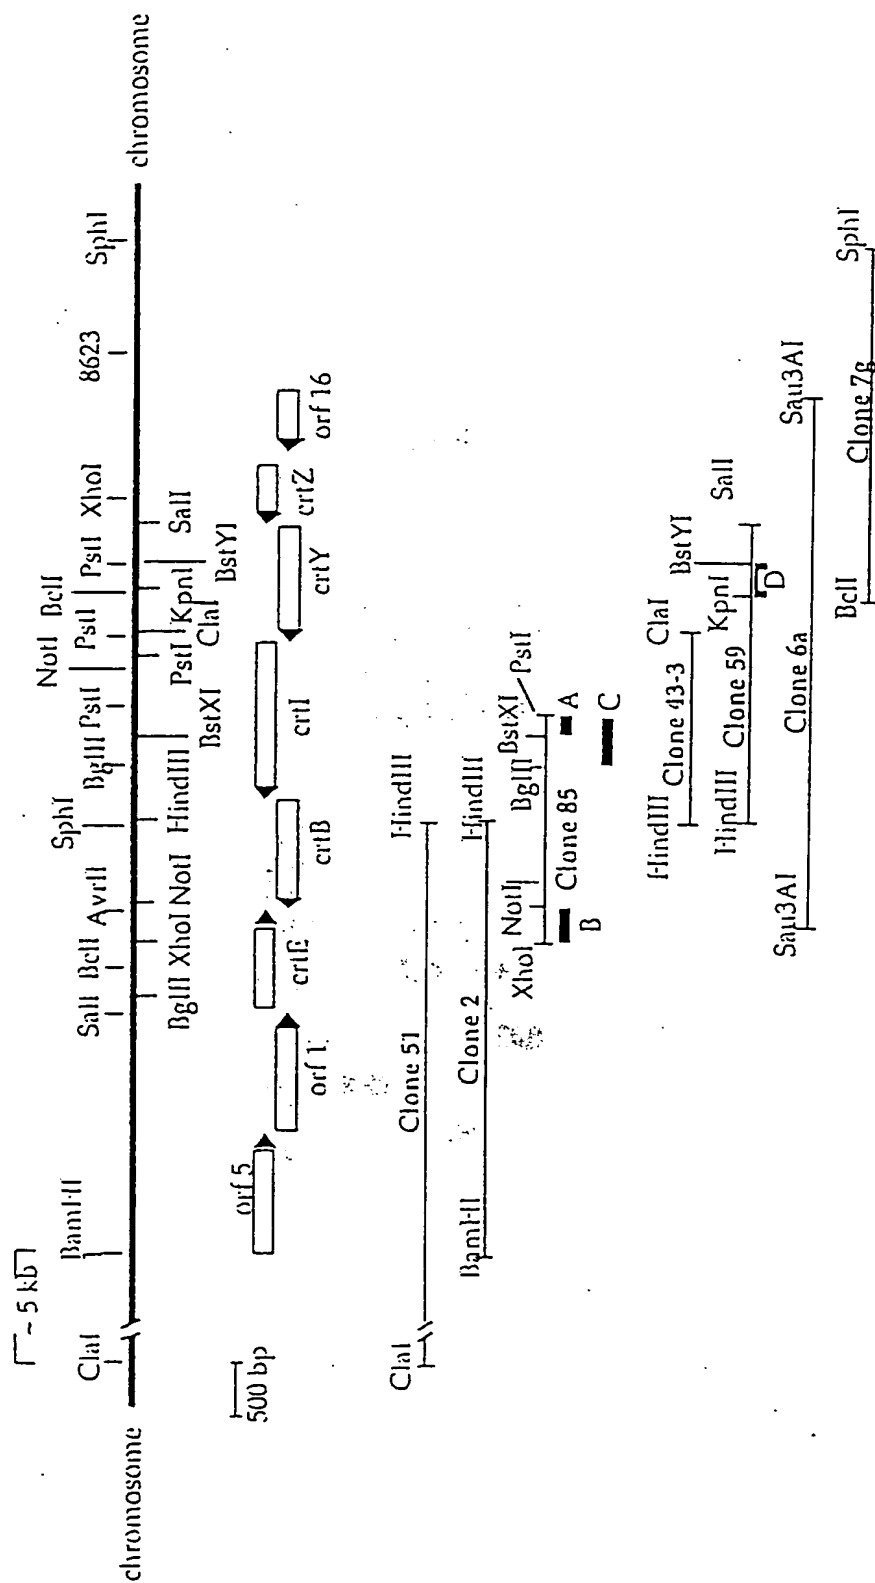 ~ 5 kb
ClaI BamHI SalI BclI AvrII SphI BglII PstI NotI PstI BclI PstI XhoI 8623 SphI
chromosome chromosome
BglII XhoI NotI HindIII BstXI PstI ClaI KpnI BstYI SalI
500 bp
orf 5 orf 1 crtE crtB crtI crtY crtZ orf 16
ClaI Clone 51 HindIII
BamHI Clone 2 HindIII
XhoI NotI BglII BstXI PstI
Clone 85
B A
C
HindIII Clone 43-3 ClaI
HindIII Clone 59 KpnI BstYI SalI
D
Sau3AI Clone 6a Sau3AI
BclI Clone 7g SphI